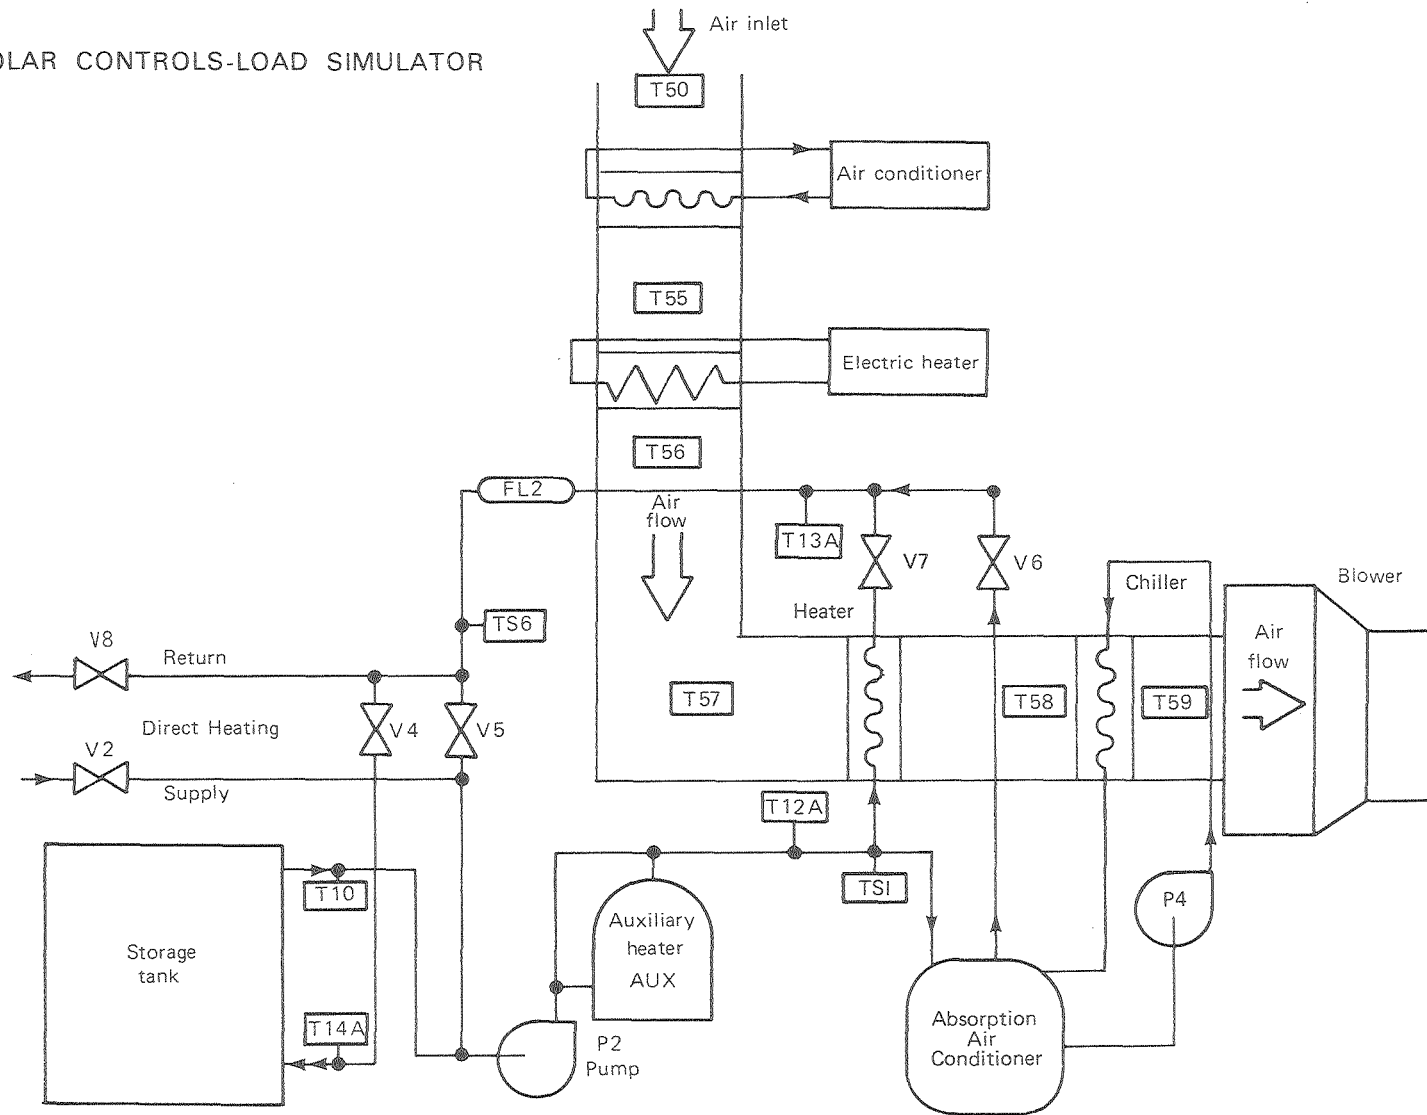 Air inlet
OLAR CONTROLS-LOAD SIMULATOR
T50
Air conditioner
T55
Electric heater
T56
FL2
Air
flow
T13A
V7
V6
Chiller
Blower
Heater
TS6
Air
flow
V8
Return
T57
T58
T59
Direct Heating
V4
V5
V2
Supply
T12A
T10
TS1
P4
Auxiliary
heater
AUX
Storage
tank
T14A
Absorption
Air
Conditioner
P2
Pump